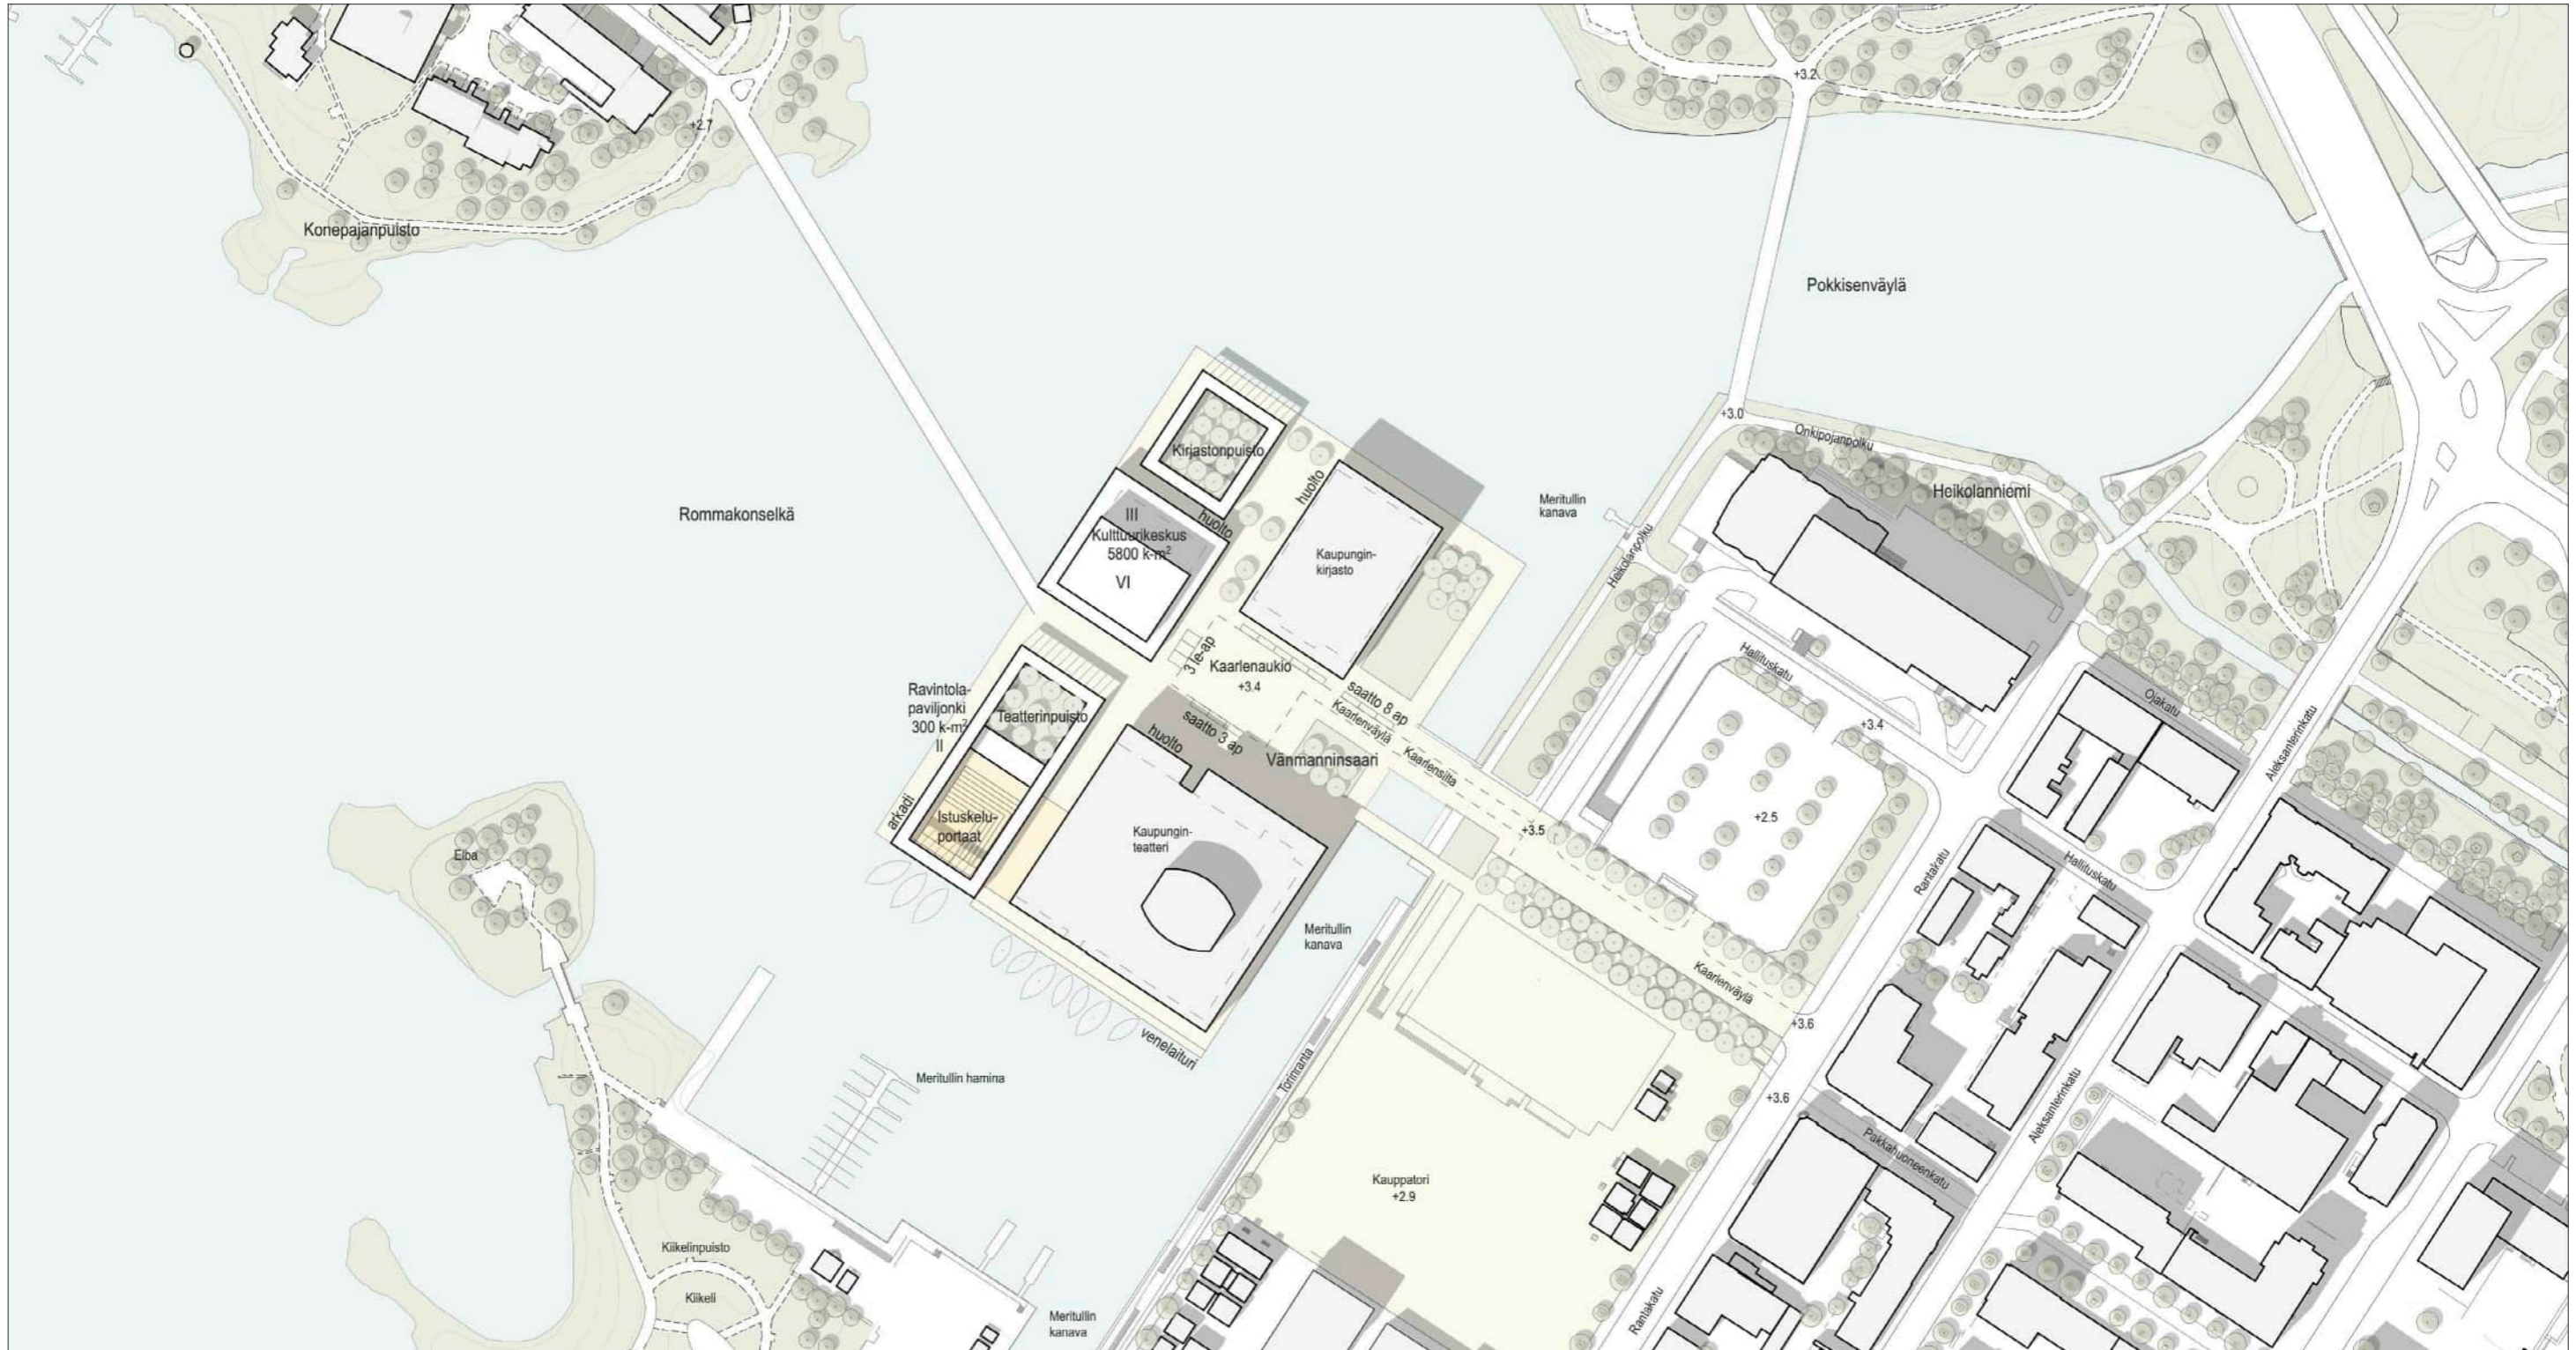 +3.2
+2.7
Konepajanpuisto
Pokkisenväylä
Rommakonselkä
+3.0
Onkipojanpolku
Heikolanniemi
Kirjastonpuisto
huolto
Meritullin
kanava
Heikolanpolku
III
Kulttuurikeskus
5800 k-m²
VI
huolto
Kaupungin-
kirjasto
3 le-ap
Kaarlenaukio
+3.4
saatto 8 ap
Kaarlenväylä
Kaarlensilta
Hallituskatu
+3.4
Ojakatu
Aleksanterinkatu
Ravintola-
paviljonki
300 k-m²
II
Teatterinpuisto
saatto 3 ap
huolto
Vänmanninsaari
arkadi
Istuskelu-
portaat
Kaupungin-
teatteri
+3.5
+2.5
Rantakatu
Hallituskatu
Elba
Meritullin
kanava
Kaarlenväylä
+3.6
venelaituri
Meritullin hamina
Torinranta
+3.6
Pakkahuoneenkatu
Aleksanterinkatu
Kauppatori
+2.9
Kiikelinpuisto
Kiikeli
Meritullin
kanava
Rantakatu